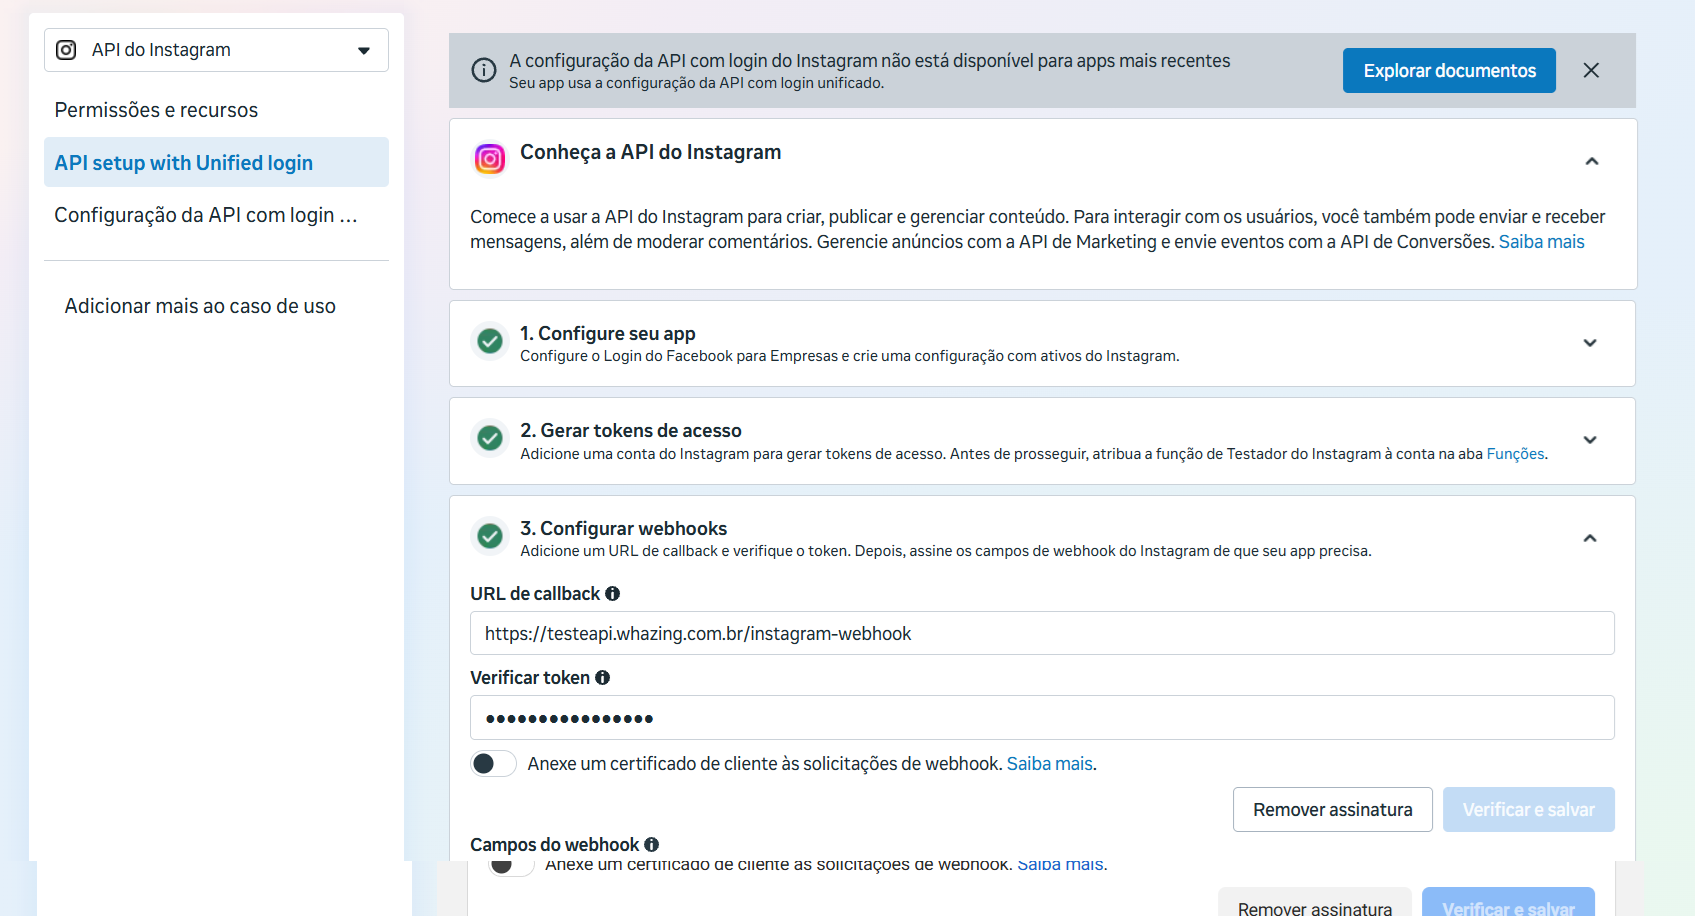 API do Instagram
Permissões e recursos
API setup with Unified login
Configuração da API com login ...
Adicionar mais ao caso de uso
A configuração da API com login do Instagram não está disponível para apps mais recentes
Seu app usa a configuração da API com login unificado.
Explorar documentos
Conheça a API do Instagram
Comece a usar a API do Instagram para criar, publicar e gerenciar conteúdo. Para interagir com os usuários, você também pode enviar e receber
mensagens, além de moderar comentários. Gerencie anúncios com a API de Marketing e envie eventos com a API de Conversões. Saiba mais
1. Configure seu app
Configure o Login do Facebook para Empresas e crie uma configuração com ativos do Instagram.
2. Gerar tokens de acesso
Adicione uma conta do Instagram para gerar tokens de acesso. Antes de prosseguir, atribua a função de Testador do Instagram à conta na aba Funções.
3. Configurar webhooks
Adicione um URL de callback e verifique o token. Depois, assine os campos de webhook do Instagram de que seu app precisa.
URL de callback
https://testeapi.whazing.com.br/instagram-webhook
Verificar token
••••••••••••••••
Anexe um certificado de cliente às solicitações de webhook. Saiba mais.
Remover assinatura
Verificar e salvar
Campos do webhook
Anexe um certificado de cliente às solicitações de webhook. Saiba mais.
Remover assinatura
Verificar e salvar